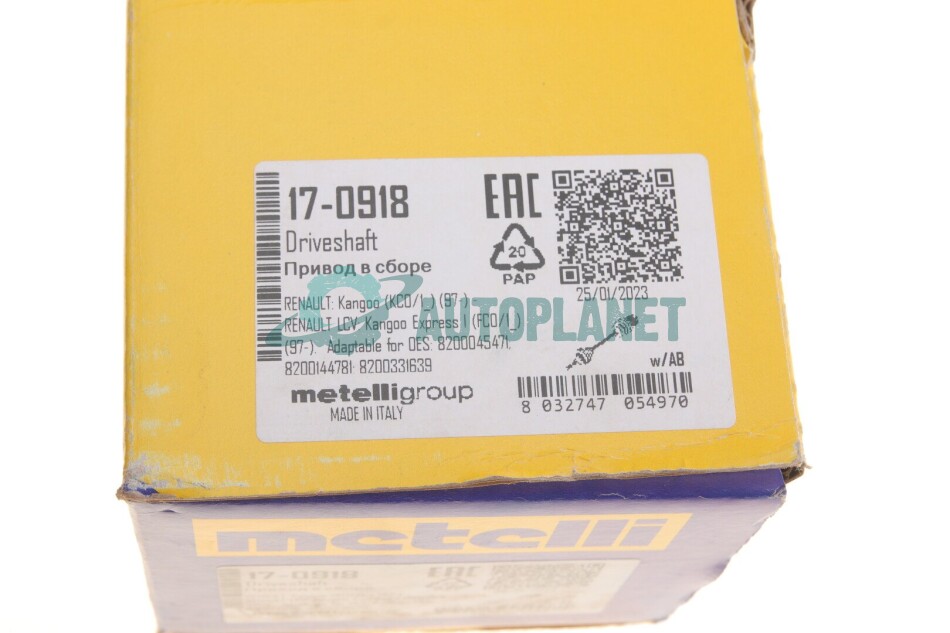 17-0918
Driveshaft
Привод в сборе
EAC
20
PAP
25/01/2023
RENAULT: Kangoo (KC0/1_) (97-)
RENAULT LCV: Kangoo Express I (FC0/1_)
(97-). Adaptable for OES: 8200045471;
8200144781; 8200331639
w/AB
metelligroup
MADE IN ITALY
8 032747 054970
AUTOPLANET
metelli
17-0918
EAC
Driveshaft